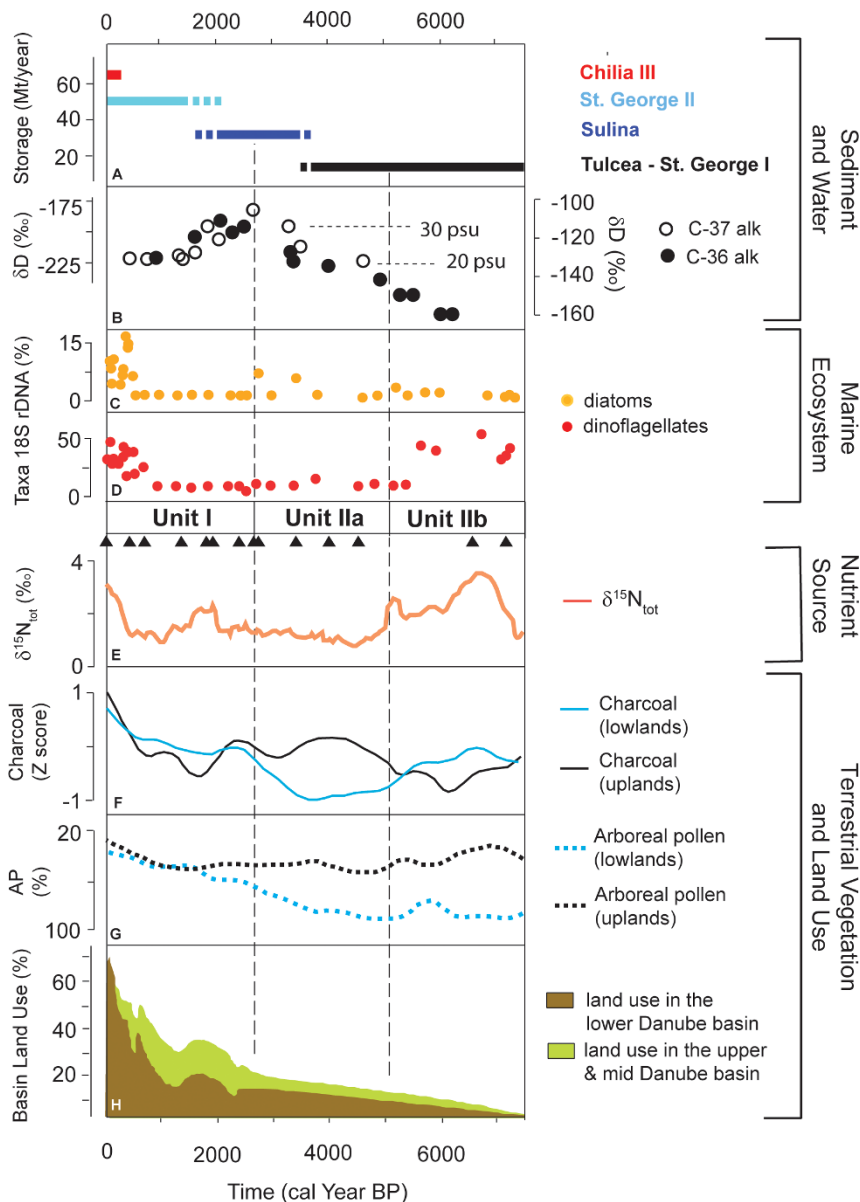 0 2000 4000 6000
Storage (Mt/year)
60
40
20
A
Chilia III
St. George II
Sulina
Tulcea - St. George I
Sediment
and Water
δD (‰)
-175
-225
B
30 psu
20 psu
-100
-120
-140
-160
δD
(‰)
C-37 alk
C-36 alk
Taxa 18S rDNA (%)
15
0
C
50
0
D
diatoms
dinoflagellates
Marine
Ecosystem
Unit I Unit IIa Unit IIb
δ¹⁵Ntot (‰)
4
2
0
E
δ¹⁵Ntot
Nutrient
Source
Charcoal
(Z score)
1
-1
F
Charcoal
(lowlands)
Charcoal
(uplands)
AP
(%)
20
100
G
Arboreal pollen
(lowlands)
Arboreal pollen
(uplands)
Terrestrial Vegetation
and Land Use
Basin Land Use (%)
60
40
20
H
land use in the
lower Danube basin
land use in the upper
& mid Danube basin
0 2000 4000 6000
Time (cal Year BP)